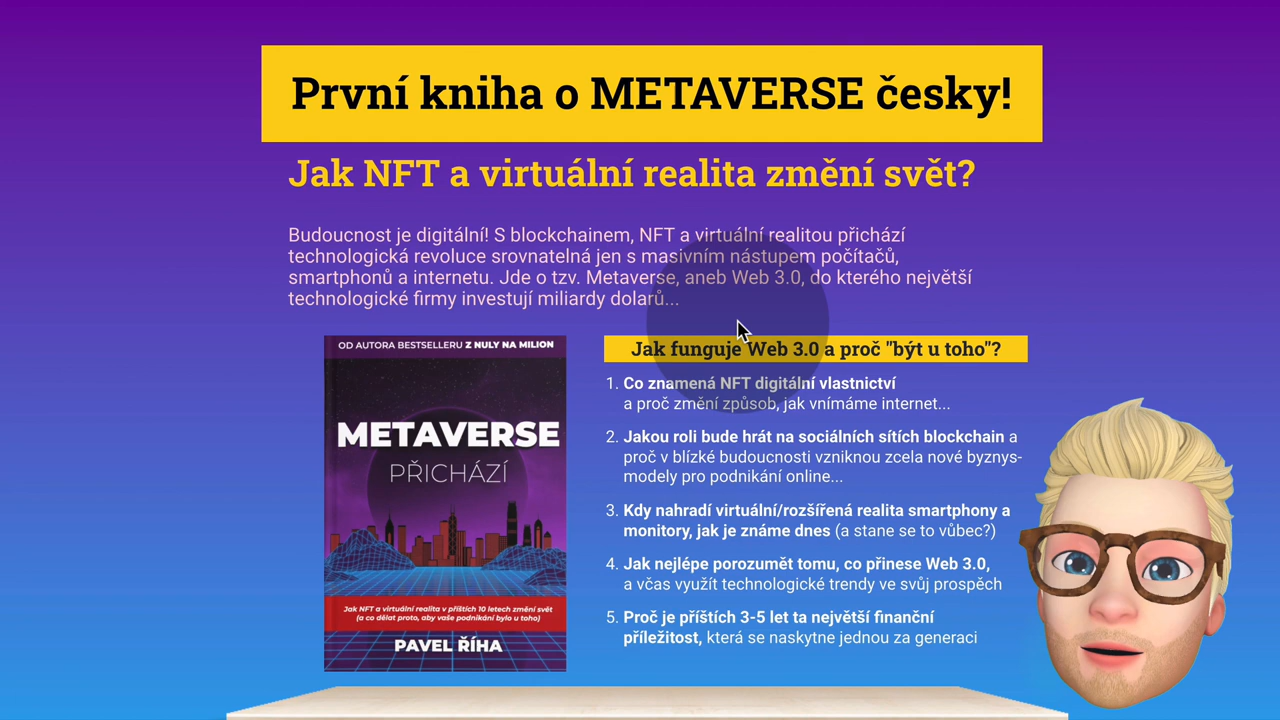 První kniha o METAVERSE česky!
Jak NFT a virtuální realita změní svět?
Budoucnost je digitální! S blockchainem, NFT a virtuální realitou přichází
technologická revoluce srovnatelná jen s masivním nástupem počítačů,
smartphonů a internetu. Jde o tzv. Metaverse, aneb Web 3.0, do kterého největší
technologické firmy investují miliardy dolarů...
OD AUTORA BESTSELLERU Z NULY NA MILION
METAVERSE
PŘICHÁZÍ
Jak NFT a virtuální realita v příštích 10 letech změní svět
(a co dělat proto, aby vaše podnikání bylo u toho)
PAVEL ŘÍHA
Jak funguje Web 3.0 a proč "být u toho"?
1. Co znamená NFT digitální vlastnictví
a proč změní způsob, jak vnímáme internet...
2. Jakou roli bude hrát na sociálních sítích blockchain a
proč v blízké budoucnosti vzniknou zcela nové byznys-
modely pro podnikání online...
3. Kdy nahradí virtuální/rozšířená realita smartphony a
monitory, jak je známe dnes (a stane se to vůbec?)
4. Jak nejlépe porozumět tomu, co přinese Web 3.0,
a včas využít technologické trendy ve svůj prospěch
5. Proč je příštích 3-5 let ta největší finanční
příležitost, která se naskytne jednou za generaci